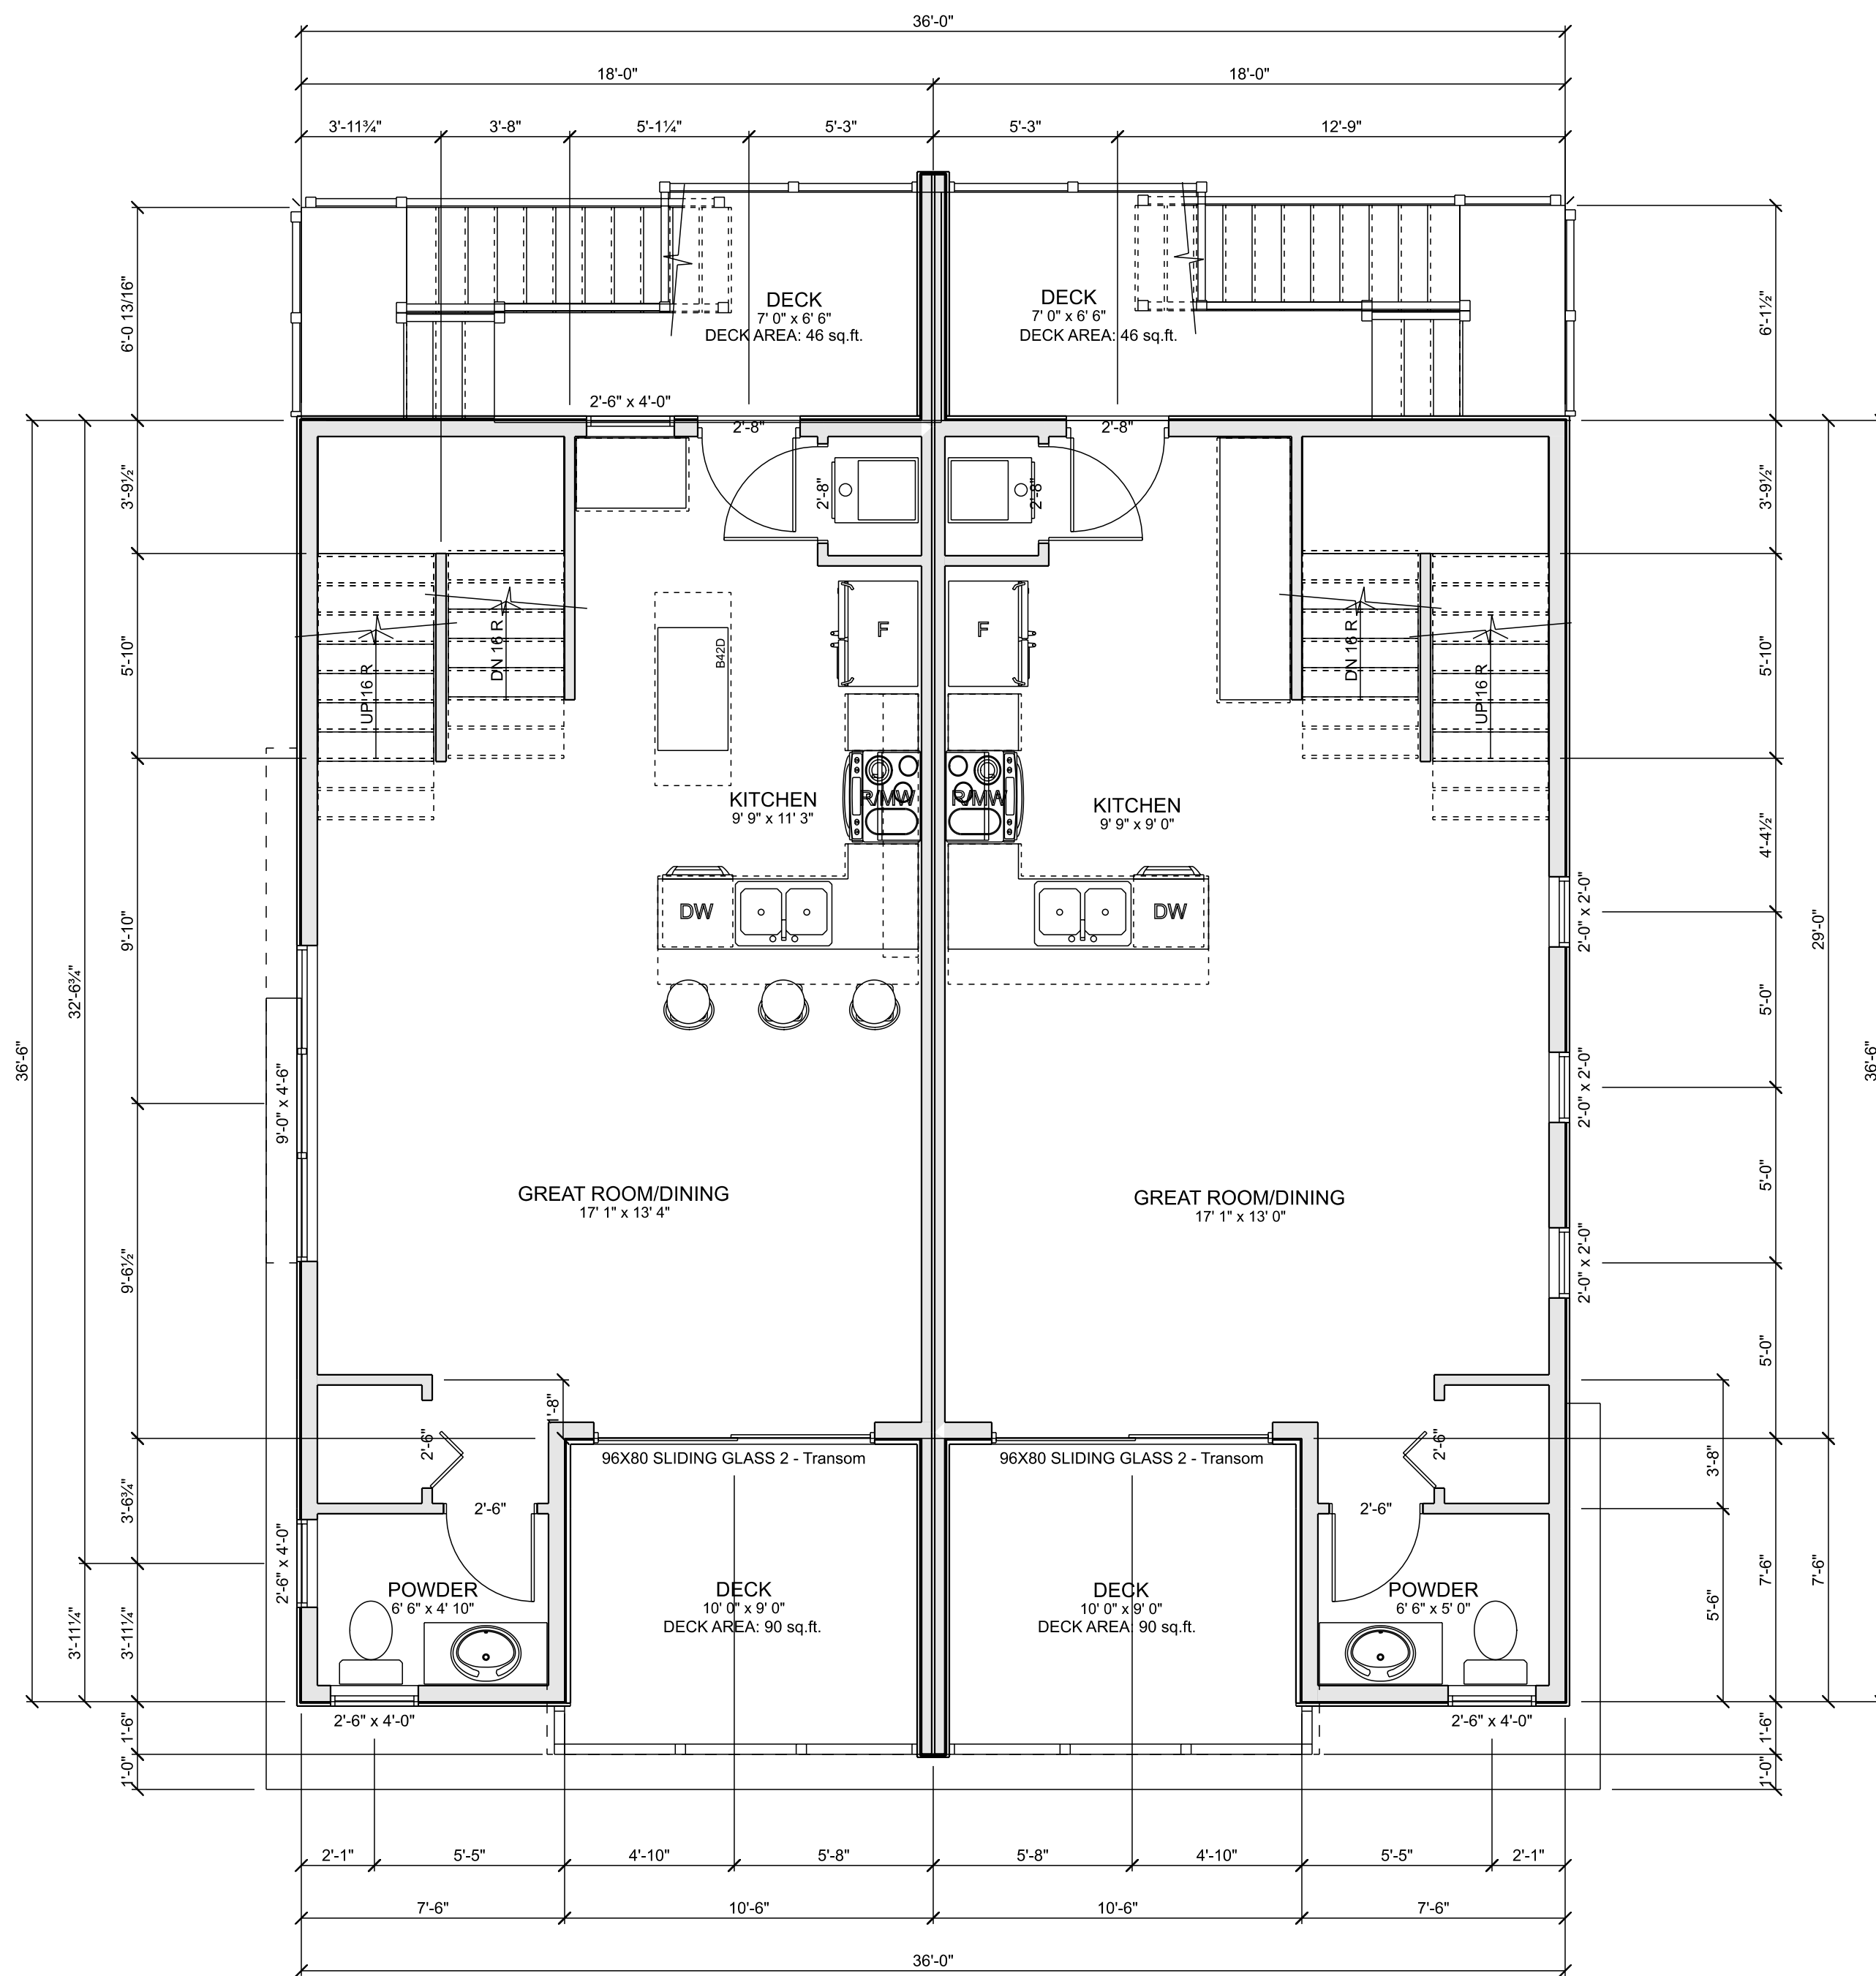 36'-0"
18'-0"
18'-0"
3'-11¾"
3'-8"
5'-1¼"
5'-3"
5'-3"
12'-9"
6'-0 13/16"
DECK
7' 0" x 6' 6"
DECK AREA: 46 sq.ft.
DECK
7' 0" x 6' 6"
DECK AREA: 46 sq.ft.
6'-1½"
2'-6" x 4'-0"
2'-8"
2'-8"
3'-9½"
2'-8"
2'-8"
3'-9½"
5'-10"
UP 16 R
DN 16 R
B42D
F
F
DN 16 R
UP 16 R
5'-10"
KITCHEN
9' 9" x 11' 3"
R/MW
R/MW
KITCHEN
9' 9" x 9' 0"
4'-4½"
DW
DW
2'-0" x 2'-0"
9'-10"
32'-6¾"
29'-0"
5'-0"
36'-6"
9'-0" x 4'-6"
2'-0" x 2'-0"
36'-6"
GREAT ROOM/DINING
17' 1" x 13' 4"
GREAT ROOM/DINING
17' 1" x 13' 0"
5'-0"
9'-6½"
2'-0" x 2'-0"
5'-0"
1'-8"
2'-6"
96X80 SLIDING GLASS 2 - Transom
96X80 SLIDING GLASS 2 - Transom
2'-6"
3'-8"
3'-6¾"
2'-6"
2'-6"
2'-6" x 4'-0"
POWDER
6' 6" x 4' 10"
DECK
10' 0" x 9' 0"
DECK AREA: 90 sq.ft.
DECK
10' 0" x 9' 0"
DECK AREA: 90 sq.ft.
POWDER
6' 6" x 5' 0"
5'-6"
7'-6"
7'-6"
3'-11¼"
3'-11¼"
2'-6" x 4'-0"
2'-6" x 4'-0"
1'-6"
1'-6"
1'-0"
1'-0"
2'-1"
5'-5"
4'-10"
5'-8"
5'-8"
4'-10"
5'-5"
2'-1"
7'-6"
10'-6"
10'-6"
7'-6"
36'-0"